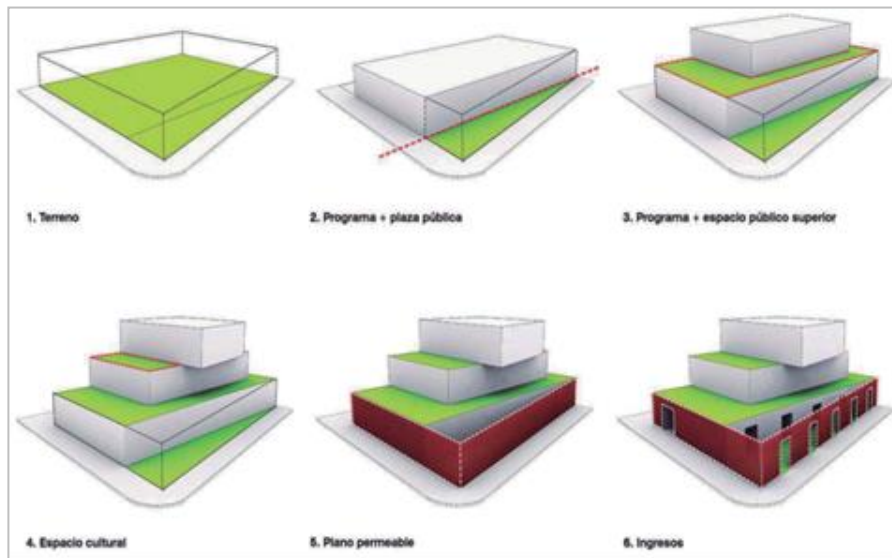 1. Terreno
2. Programa + plaza pública
3. Programa + espacio público superior
4. Espacio cultural
5. Plano permeable
6. Ingresos